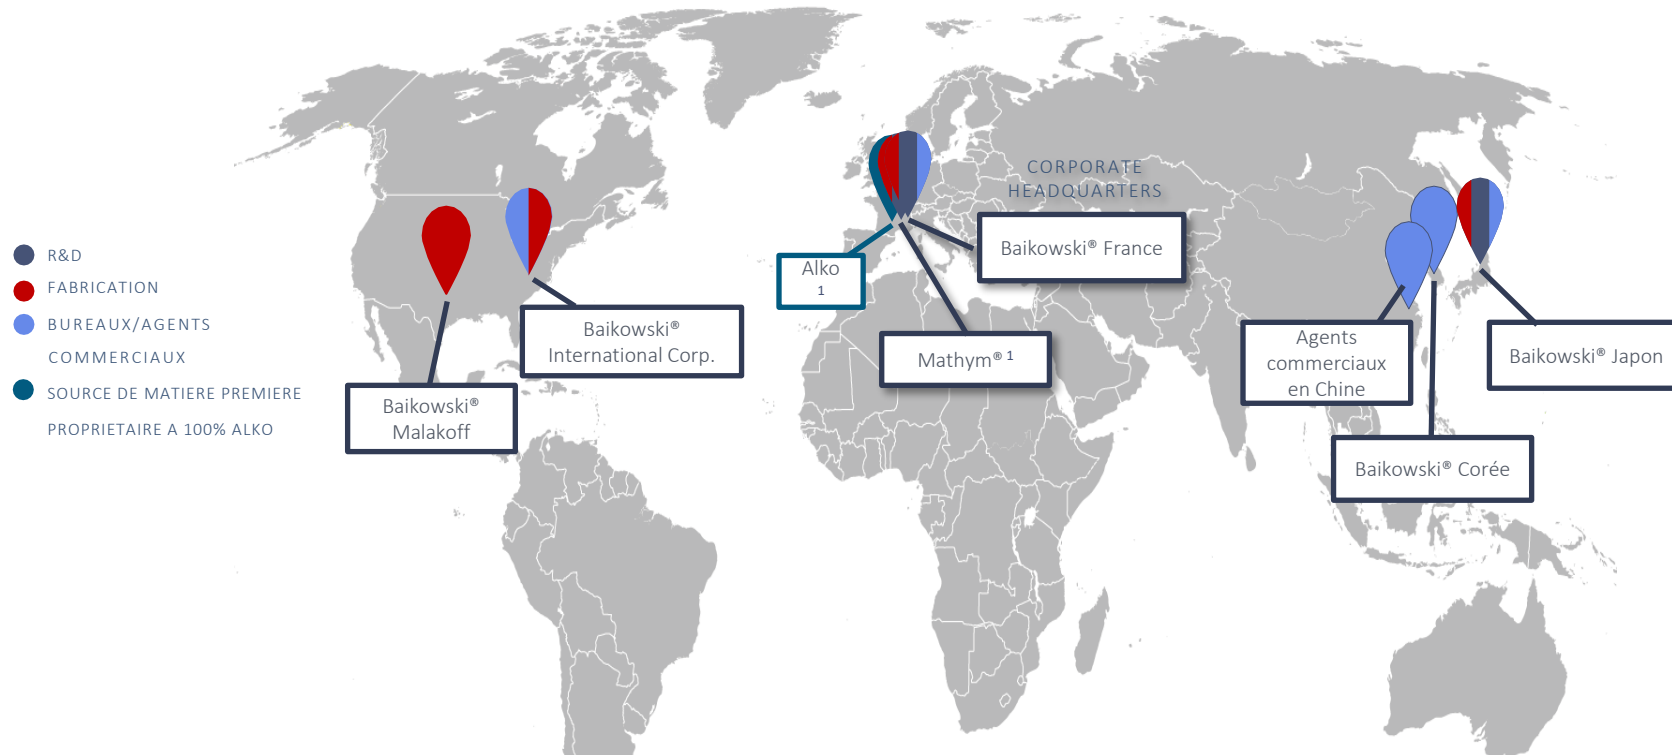 R&D
FABRICATION
BUREAUX/AGENTS
COMMERCIAUX
SOURCE DE MATIERE PREMIERE
PROPRIETAIRE A 100% ALKO
Baikowski®
Malakoff
Baikowski®
International Corp.
CORPORATE
HEADQUARTERS
Baikowski® France
Alko
1
Mathym® 1
Agents
commerciaux
en Chine
Baikowski® Corée
Baikowski® Japon